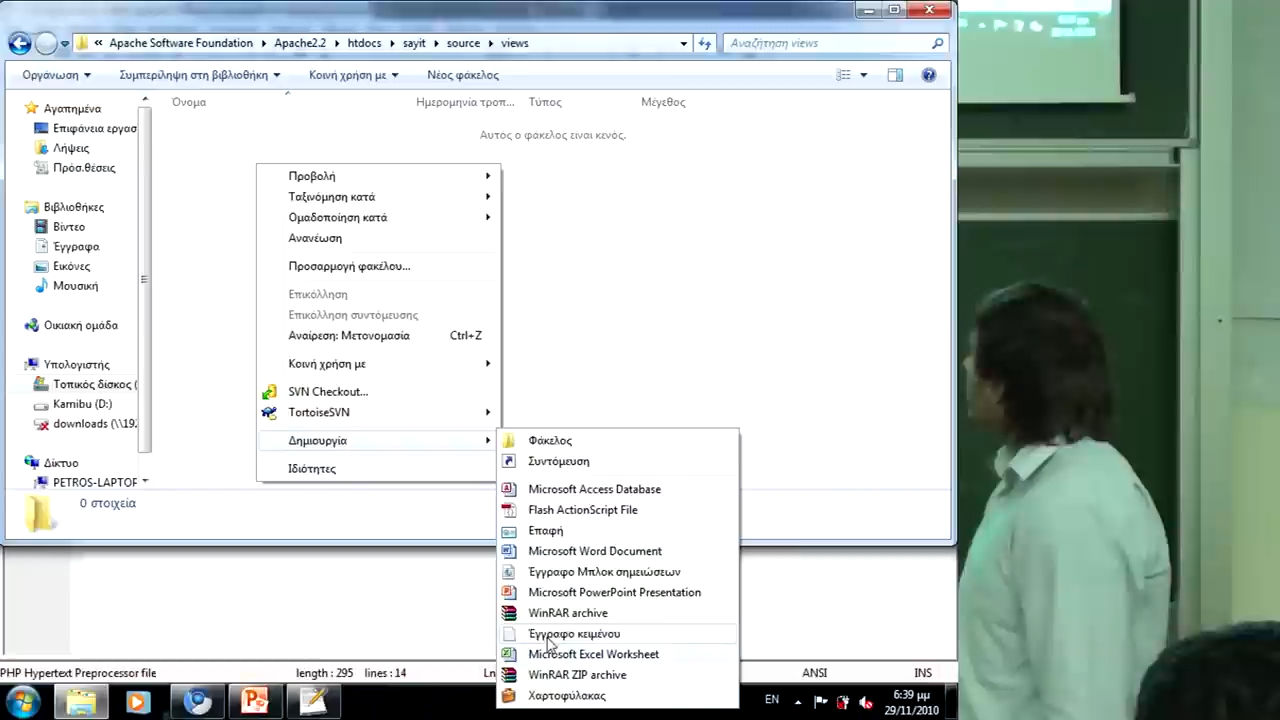 « Apache Software Foundation Apache2.2 htdocs sayit source views
Αναζήτηση views
Οργάνωση Συμπερίληψη στη βιβλιοθήκη Κοινή χρήση με Νέος φάκελος
Όνομα Ημερομηνία τροπ... Τύπος Μέγεθος
Αυτός ο φάκελος είναι κενός.
Αγαπημένα
Επιφάνεια εργασ
Λήψεις
Πρόσ.θέσεις
Βιβλιοθήκες
Βίντεο
Έγγραφα
Εικόνες
Μουσική
Οικιακή ομάδα
Υπολογιστής
Τοπικός δίσκος (
Karnibu (D:)
downloads (\\192
Δίκτυο
PETROS-LAPTOP
0 στοιχεία
Προβολή
Ταξινόμηση κατά
Ομαδοποίηση κατά
Ανανέωση
Προσαρμογή φακέλου...
Επικόλληση
Επικόλληση συντόμευσης
Αναίρεση: Μετονομασία Ctrl+Z
Κοινή χρήση με
SVN Checkout...
TortoiseSVN
Δημιουργία
Ιδιότητες
Φάκελος
Συντόμευση
Microsoft Access Database
Flash ActionScript File
Επαφή
Microsoft Word Document
Έγγραφο Μπλοκ σημειώσεων
Microsoft PowerPoint Presentation
WinRAR archive
Έγγραφο κειμένου
Microsoft Excel Worksheet
WinRAR ZIP archive
Χαρτοφύλακας
PHP Hypertext Preprocessor file length : 295 lines : 14 Ln ANSI INS
EN 6:39 μμ
29/11/2010